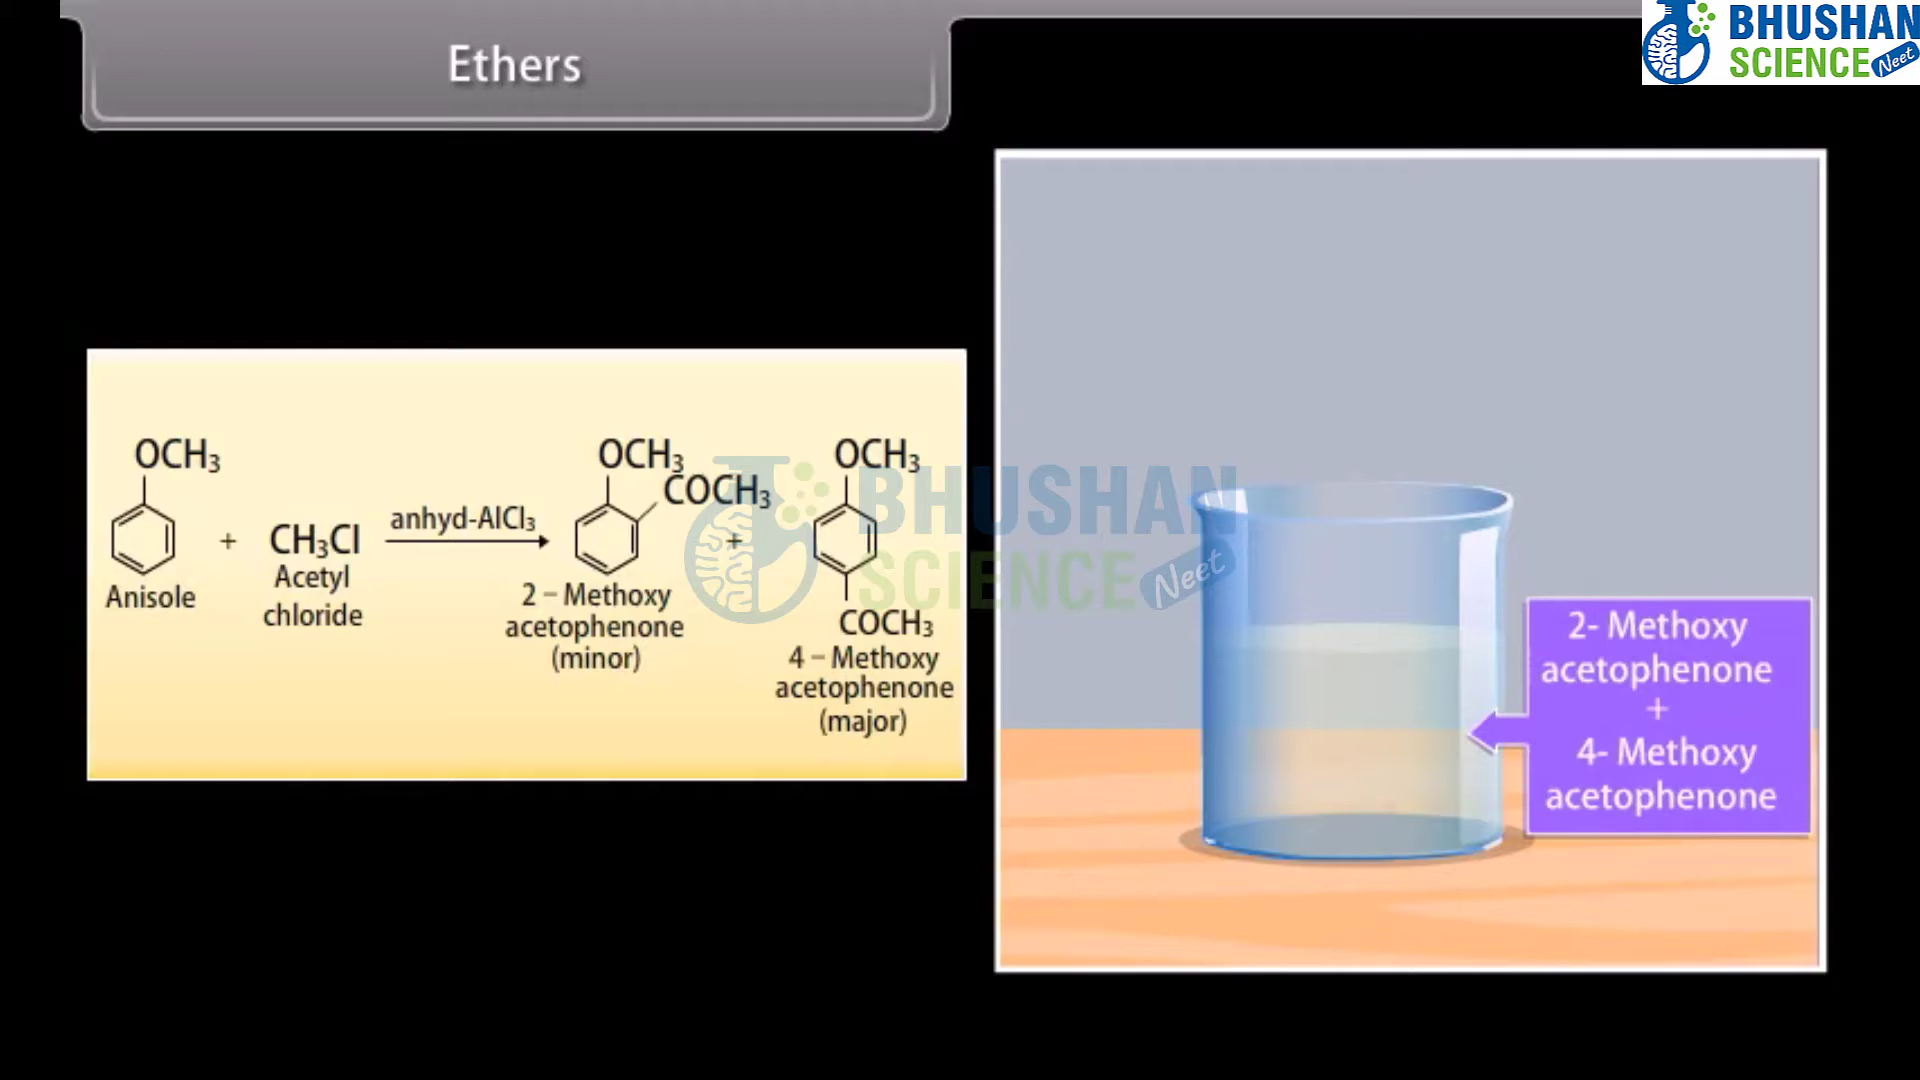 Ethers
BHUSHAN
SCIENCE Neet
OCH₃
+
CH₃Cl
anhyd-AlCl₃
Anisole
Acetyl
chloride
OCH₃
COCH₃
2 – Methoxy
acetophenone
(minor)
+
OCH₃
COCH₃
4 – Methoxy
acetophenone
(major)
BHUSHAN
SCIENCE Neet
2- Methoxy
acetophenone
+
4- Methoxy
acetophenone